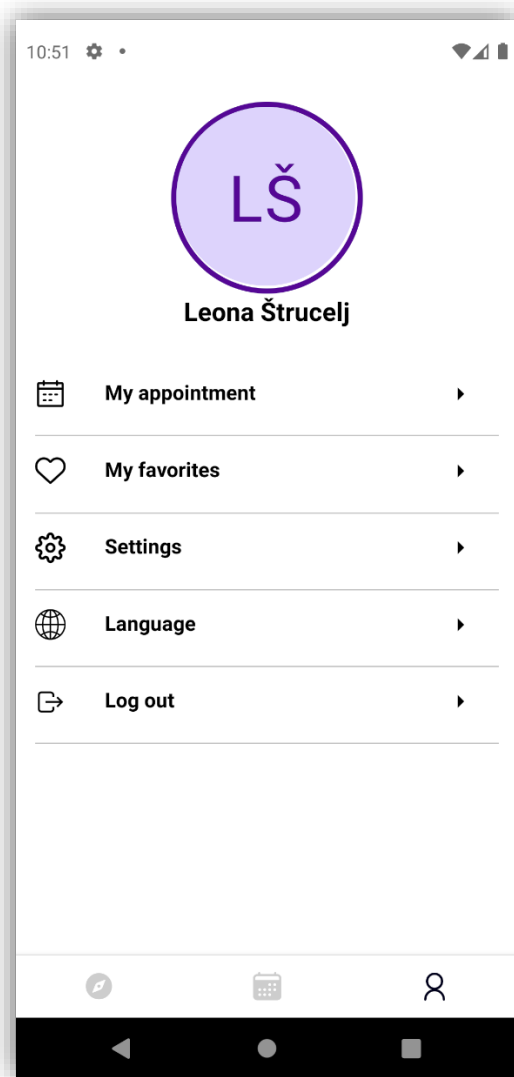 10:51
LŠ
Leona Štrucelj
My appointment
My favorites
Settings
Language
Log out